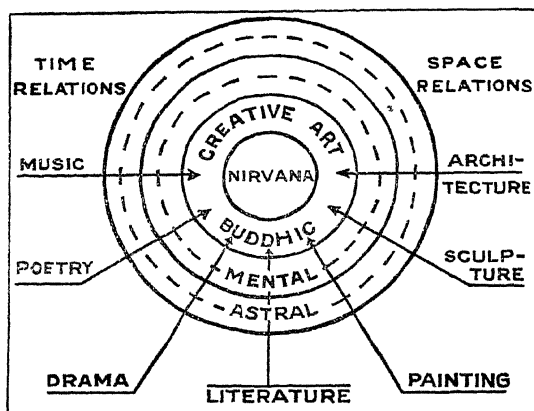 TIME
RELATIONS
SPACE
RELATIONS
CREATIVE ART
MUSIC
NIRVANA
ARCHI-
TECTURE
BUDDHIC
POETRY
MENTAL
SCULP-
TURE
ASTRAL
DRAMA
LITERATURE
PAINTING